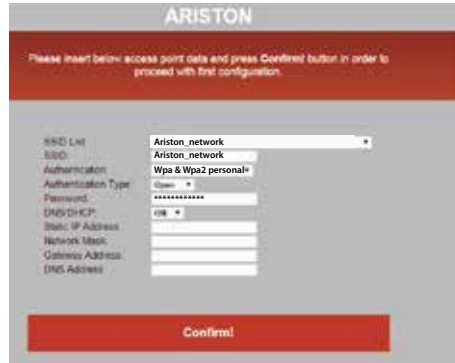 ARISTON
Please insert below access point data and press Confirm! button in order to
proceed with first configuration.
SSID List Ariston_network
SSID: Ariston_network
Authentication: Wpa & Wpa2 personal
Authentication Type: Open
Password: ************
DNS/DHCP:
Static IP Address:
Network Mask:
Gateway Address:
DNS Address:
Confirm!